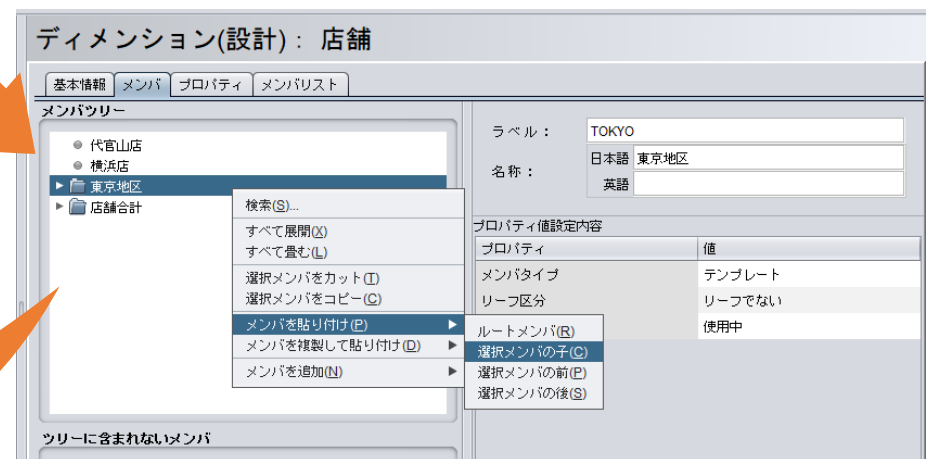 ディメンション(設計)： 店舗
基本情報 メンバ プロパティ メンバリスト
メンバツリー
代官山店
横浜店
東京地区
店舗合計
検索(S)...
すべて展開(X)
すべて畳む(L)
選択メンバをカット(T)
選択メンバをコピー(C)
メンバを貼り付け(P)
メンバを複製して貼り付け(D)
メンバを追加(N)
ルートメンバ(R)
選択メンバの子(C)
選択メンバの前(P)
選択メンバの後(S)
ラベル： TOKYO
名称： 日本語 東京地区
英語
プロパティ値設定内容
プロパティ 値
メンバタイプ テンプレート
リーフ区分 リーフでない
使用中
ツリーに含まれないメンバ